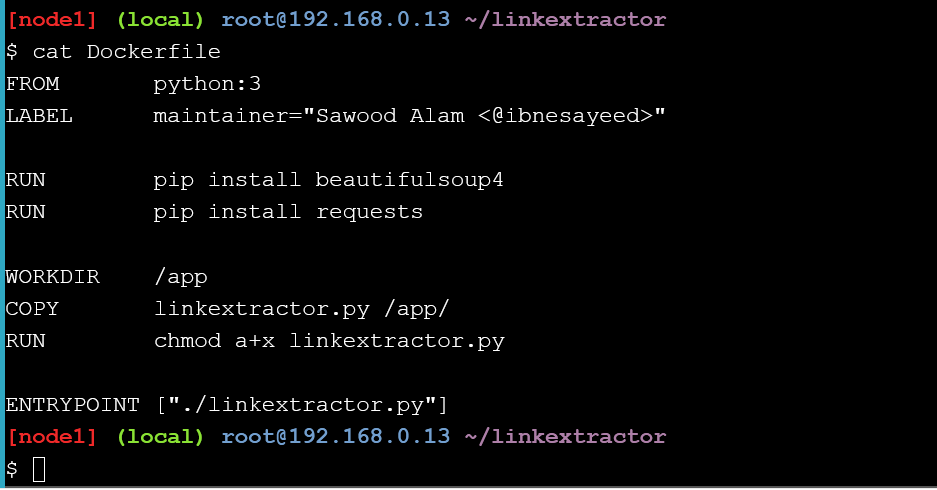 [node1] (local) root@192.168.0.13 ~/linkextractor
$ cat Dockerfile
FROM       python:3
LABEL      maintainer="Sawood Alam <@ibnesayeed>"

RUN        pip install beautifulsoup4
RUN        pip install requests

WORKDIR    /app
COPY       linkextractor.py /app/
RUN        chmod a+x linkextractor.py

ENTRYPOINT ["./linkextractor.py"]
[node1] (local) root@192.168.0.13 ~/linkextractor
$